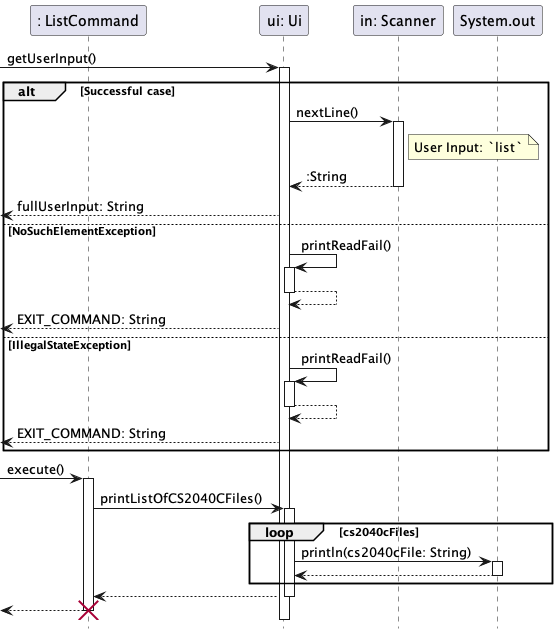 : ListCommand
ui: Ui
in: Scanner
System.out
getUserInput()
alt
[Successful case]
nextLine()
User Input: `list`
:String
fullUserInput: String
[NoSuchElementException]
printReadFail()
EXIT_COMMAND: String
[IllegalStateException]
printReadFail()
EXIT_COMMAND: String
execute()
printListOfCS2040CFiles()
loop
[cs2040cFiles]
println(cs2040cFile: String)